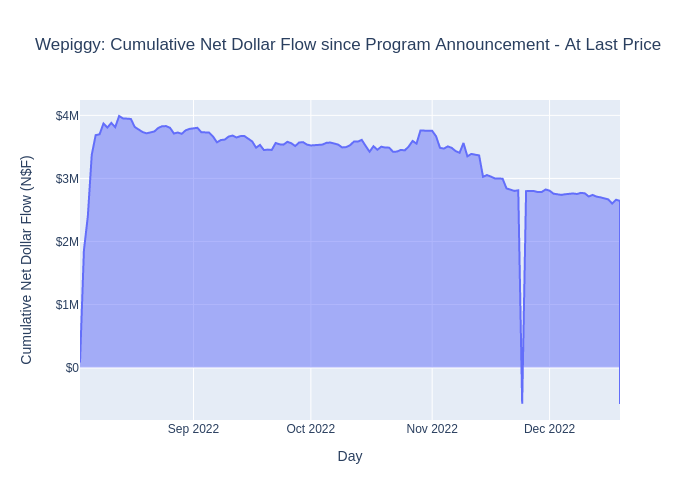 Wepiggy: Cumulative Net Dollar Flow since Program Announcement - At Last Price
Cumulative Net Dollar Flow (N$F)
$4M
$3M
$2M
$1M
$0
Sep 2022
Oct 2022
Nov 2022
Dec 2022
Day